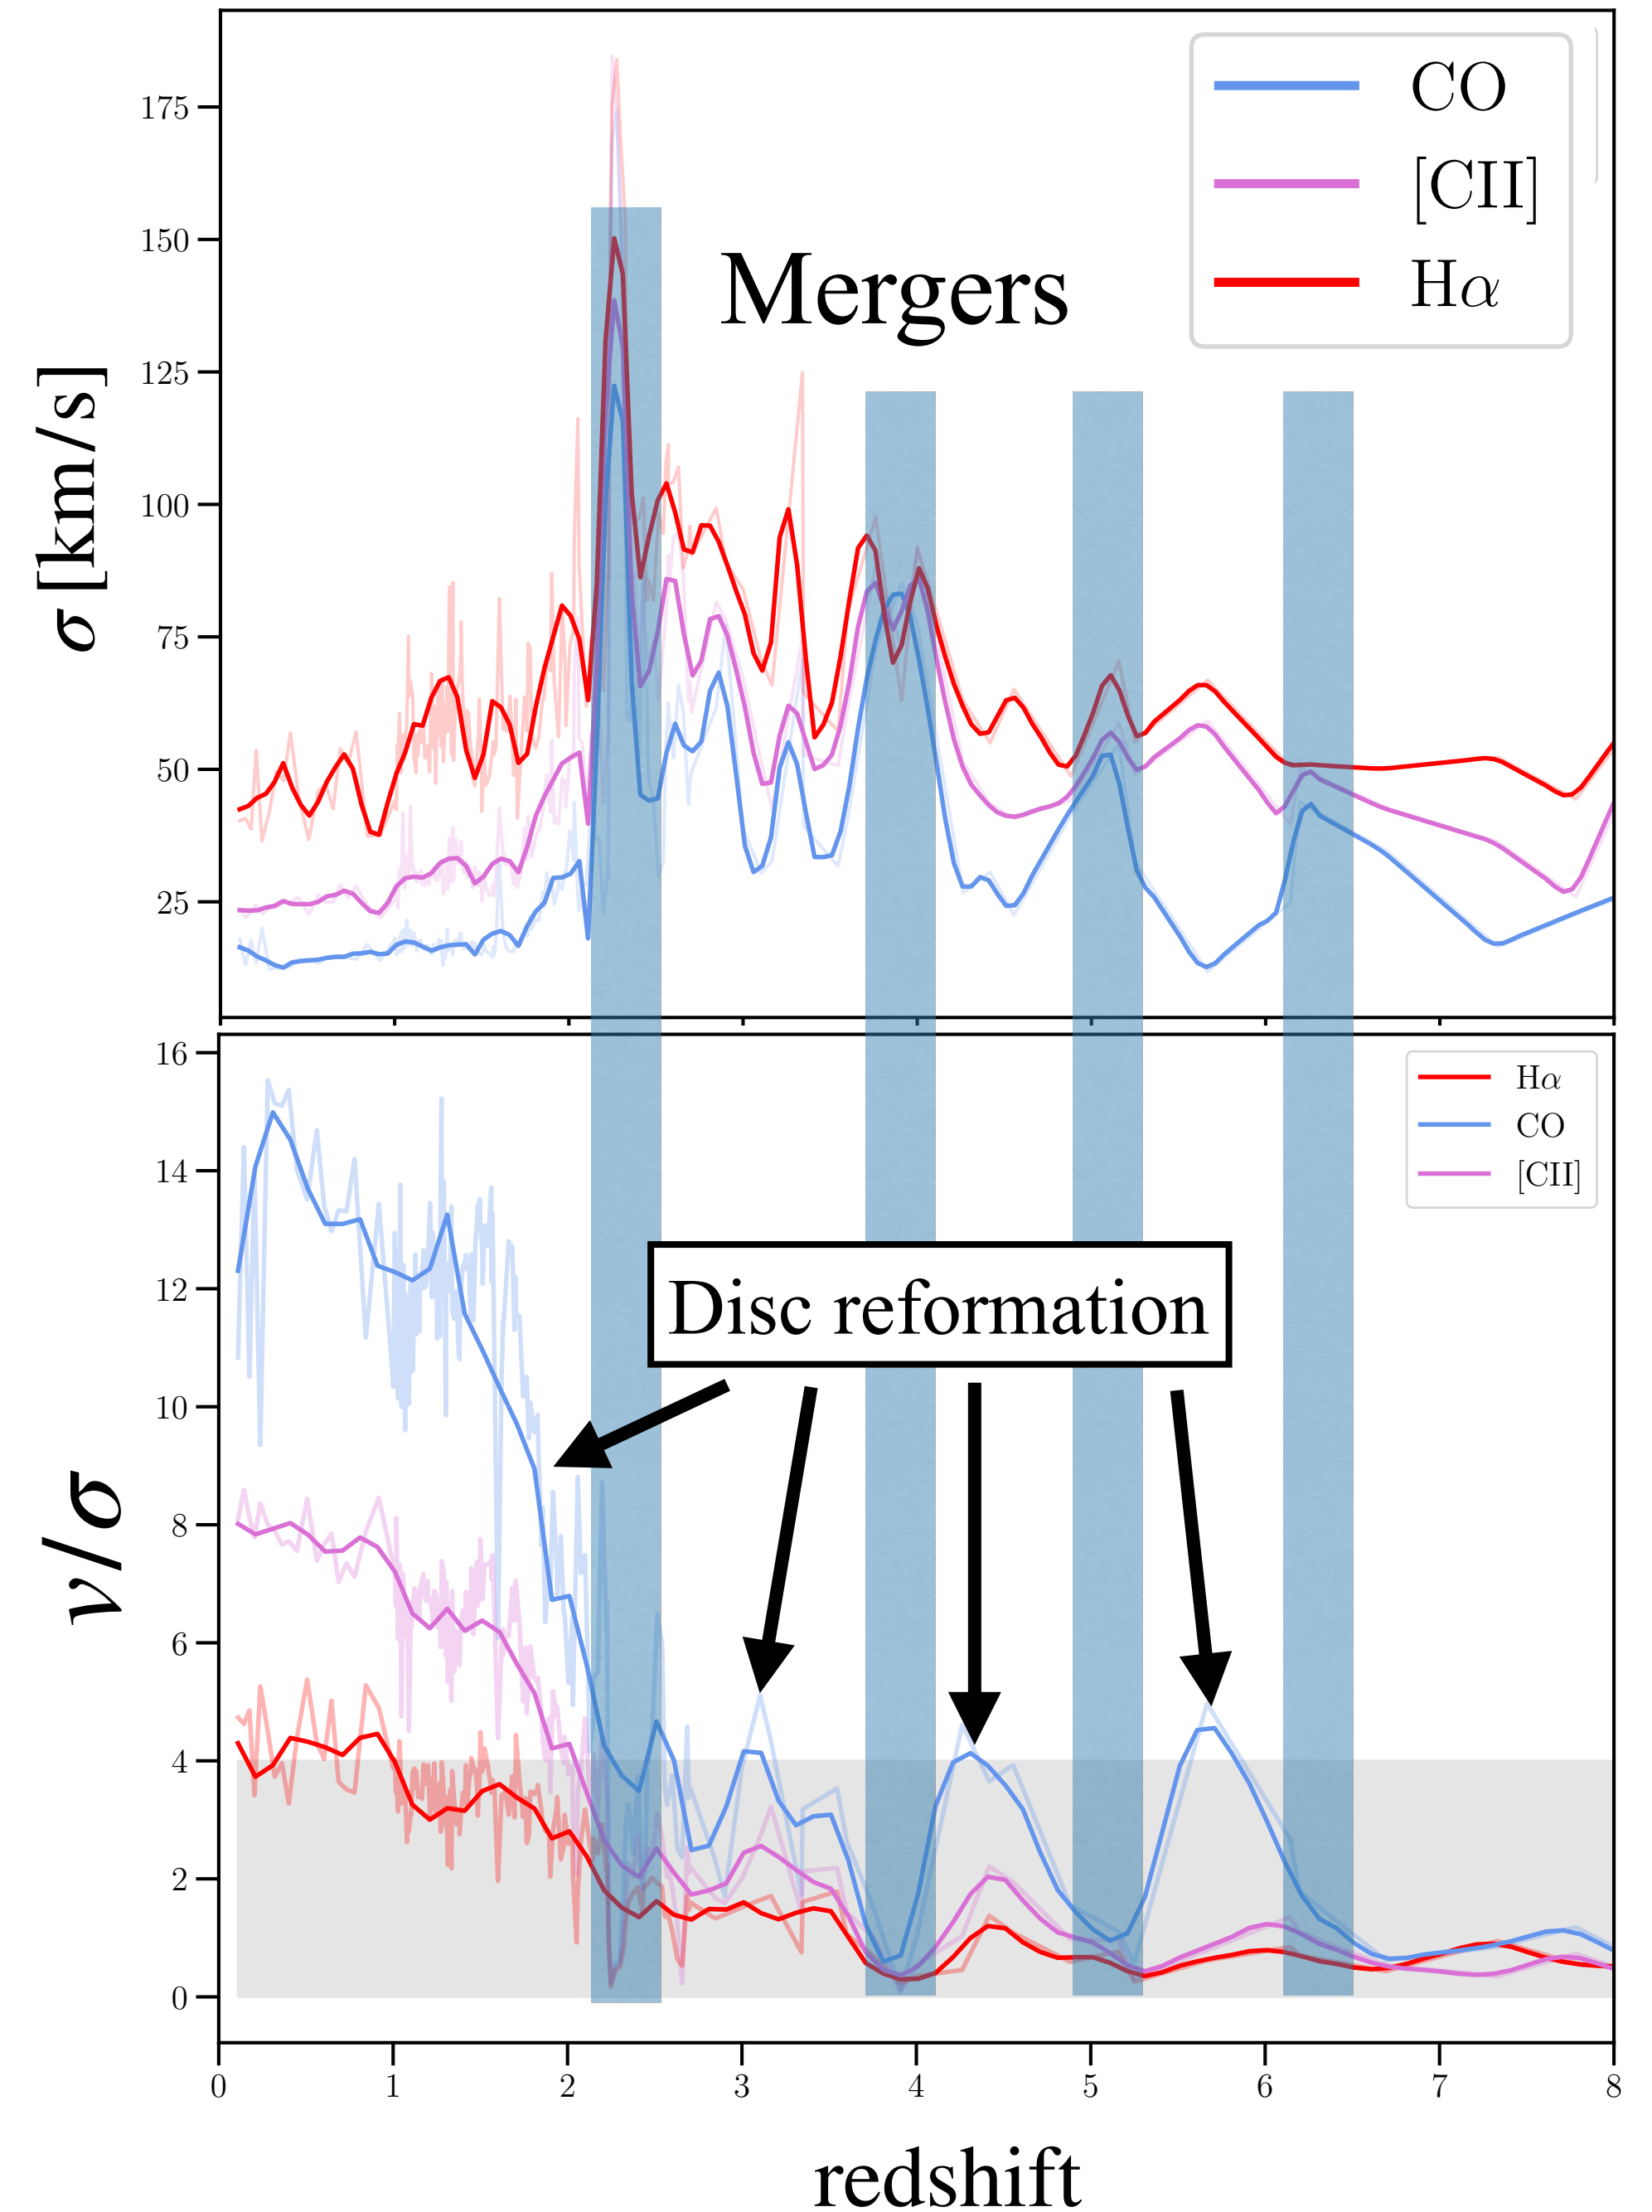 175
150
125
100
75
50
25
σ [km/s]
CO
[CII]
Hα
Mergers
16
14
12
10
8
6
4
2
0
v/σ
Hα
CO
[CII]
Disc reformation
0 1 2 3 4 5 6 7 8
redshift